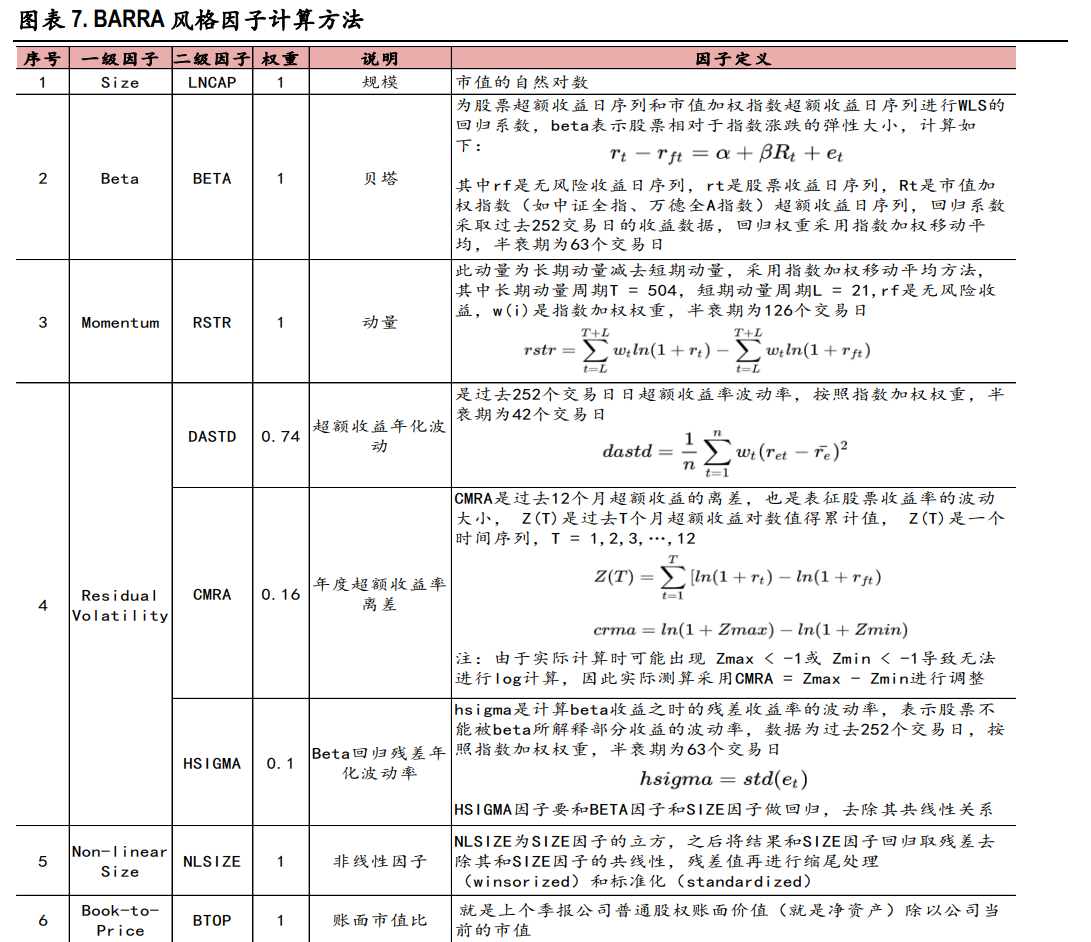 图表 7. BARRA 风格因子计算方法
序号 一级因子 二级因子 权重 说明 因子定义
1 Size LNCAP 1 规模 市值的自然对数
2 Beta BETA 1 贝塔
为股票超额收益日序列和市值加权指数超额收益日序列进行WLS的
回归系数，beta表示股票相对于指数涨跌的弹性大小，计算如
下：
r_t − r_{ft} = α + βR_t + e_t
其中rf是无风险收益日序列，rt是股票收益日序列，Rt是市值加
权指数（如中证全指、万德全A指数）超额收益日序列，回归系数
采取过去252交易日的收益数据，回归权重采用指数加权移动平
均，半衰期为63个交易日
3 Momentum RSTR 1 动量
此动量为长期动量减去短期动量，采用指数加权移动平均方法，
其中长期动量周期T = 504，短期动量周期L = 21,rf是无风险收
益，w(i)是指数加权权重，半衰期为126个交易日
rstr = ∑_{t=L}^{T+L} w_t ln(1 + r_t) − ∑_{t=L}^{T+L} w_t ln(1 + r_{ft})
4 Residual
Volatility
DASTD 0.74 超额收益年化波
动
是过去252个交易日日超额收益率波动率，按照指数加权权重，半
衰期为42个交易日
dastd = \frac{1}{n} ∑_{t=1}^{n} w_t(r_{et} − \bar{r_e})^2
CMRA 0.16 年度超额收益率
离差
CMRA是过去12个月超额收益的离差，也是表征股票收益率的波动
大小， Z(T)是过去T个月超额收益对数值得累计值， Z(T)是一个
时间序列，T = 1,2,3,…,12
Z(T) = ∑_{t=1}^{T} [ln(1 + r_t) − ln(1 + r_{ft})
crma = ln(1 + Zmax) − ln(1 + Zmin)
注：由于实际计算时可能出现 Zmax < -1或 Zmin < -1导致无法
进行log计算，因此实际测算采用CMRA = Zmax - Zmin进行调整
HSIGMA 0.1 Beta回归残差年
化波动率
hsigma是计算beta收益之时的残差收益率的波动率，表示股票不
能被beta所解释部分收益的波动率，数据为过去252个交易日，按
照指数加权权重，半衰期为63个交易日
hsigma = std(e_t)
HSIGMA因子要和BETA因子和SIZE因子做回归，去除其共线性关系
5 Non-linear
Size
NLSIZE 1 非线性因子
NLSIZE为SIZE因子的立方，之后将结果和SIZE因子回归取残差去
除其和SIZE因子的共线性，残差值再进行缩尾处理
（winsorized）和标准化（standardized）
6 Book-to-
Price
BTOP 1 账面市值比
就是上个季报公司普通股权账面价值（就是净资产）除以公司当
前的市值